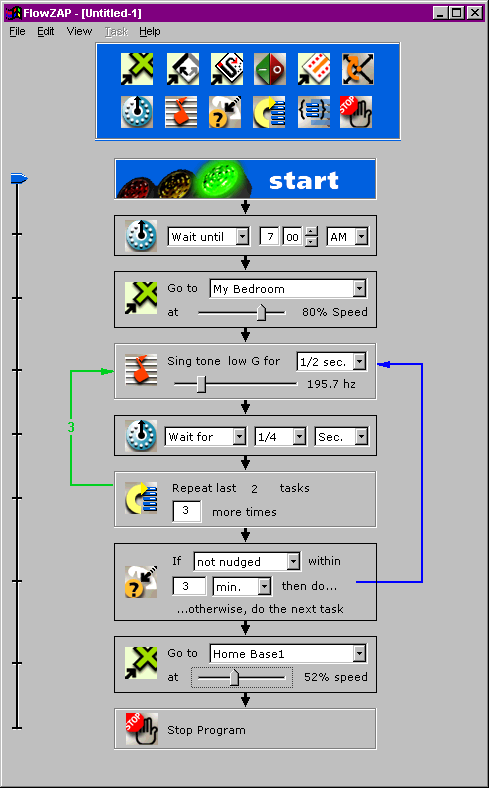 FlowZAP - [Untitled-1]
File Edit View Task Help
STOP
start
Wait until 7 00 AM
Go to My Bedroom
at 80% Speed
Sing tone low G for 1/2 sec.
195.7 hz
3
Wait for 1/4 Sec.
Repeat last 2 tasks
3 more times
If not nudged within
3 min. then do...
...otherwise, do the next task
Go to Home Base1
at 52% speed
STOP
Stop Program